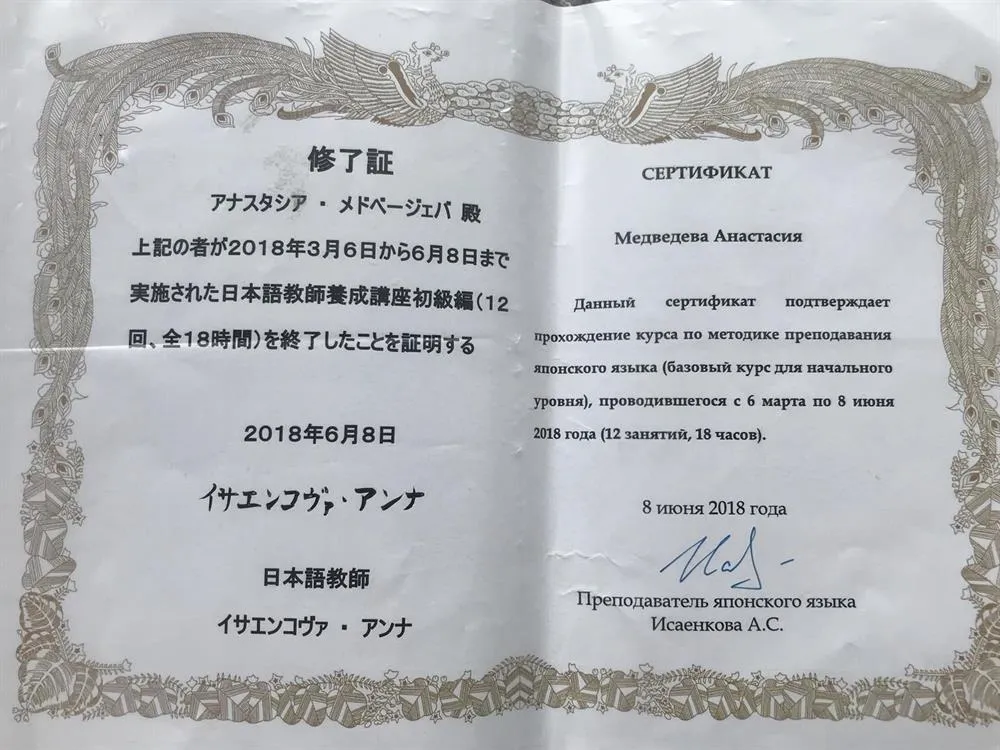 修了証
アナスタシア ・ メドベージェバ 殿
上記の者が2018年3月6日から6月8日まで
実施された日本語教師養成講座初級編(12
回、全18時間)を終了したことを証明する
2018年6月8日
イサエンコヴァ・アンナ
日本語教師
イサエンコヴァ ・ アンナ
СЕРТИФИКАТ
Медведева Анастасия
Данный сертификат подтверждает
прохождение курса по методике преподавания
японского языка (базовый курс для начального
уровня), проводившегося с 6 марта по 8 июня
2018 года (12 занятий, 18 часов).
8 июня 2018 года
Преподаватель японского языка
Исаенкова А.С.